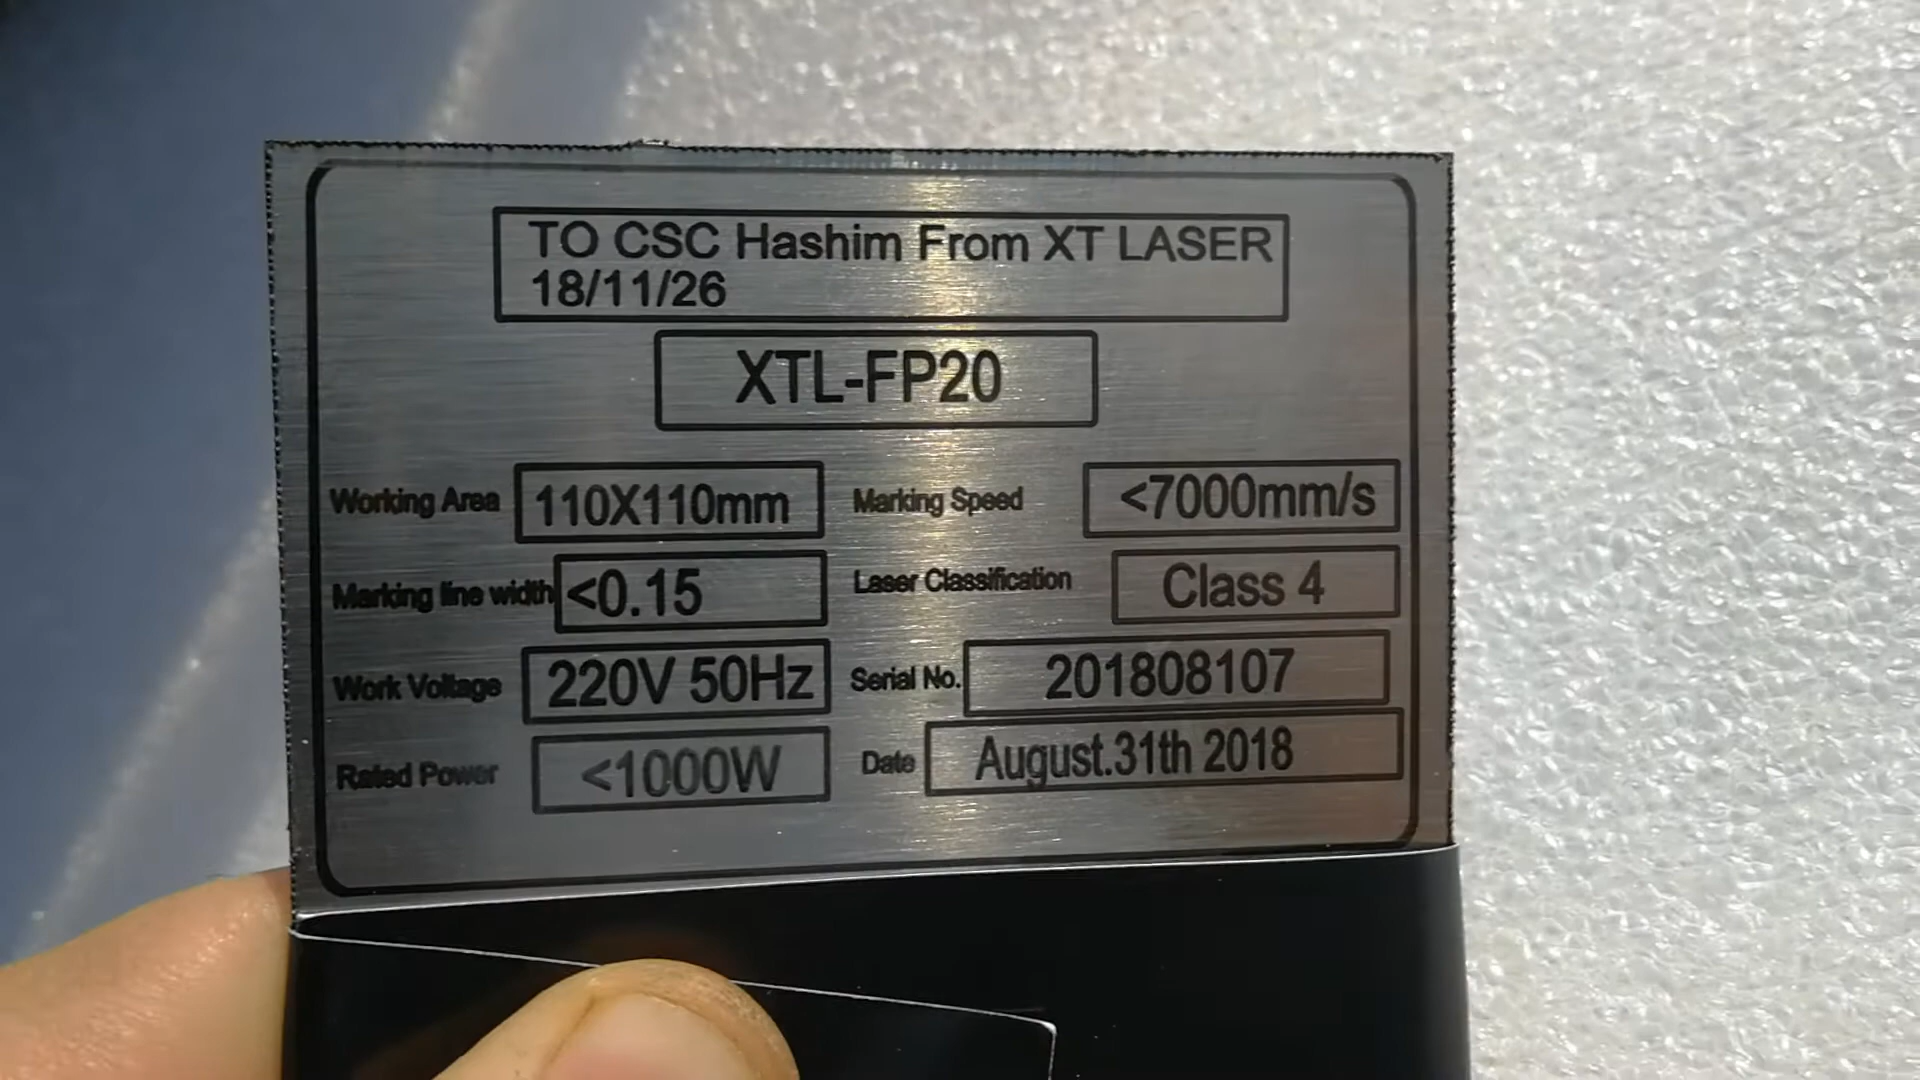 TO CSC Hashim From XT LASER
18/11/26
XTL-FP20
Working Area 110X110mm Marking Speed <7000mm/s
Marking line width <0.15 Laser Classification Class 4
Work Voltage 220V 50Hz Serial No. 201808107
Rated Power <1000W Date August.31th 2018